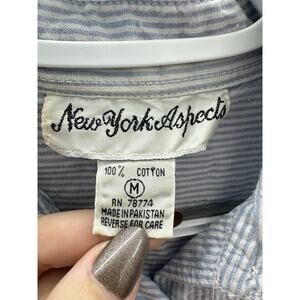 New York Aspects
100% COTTON
M
RN 78774
MADE IN PAKISTAN
REVERSE FOR CARE